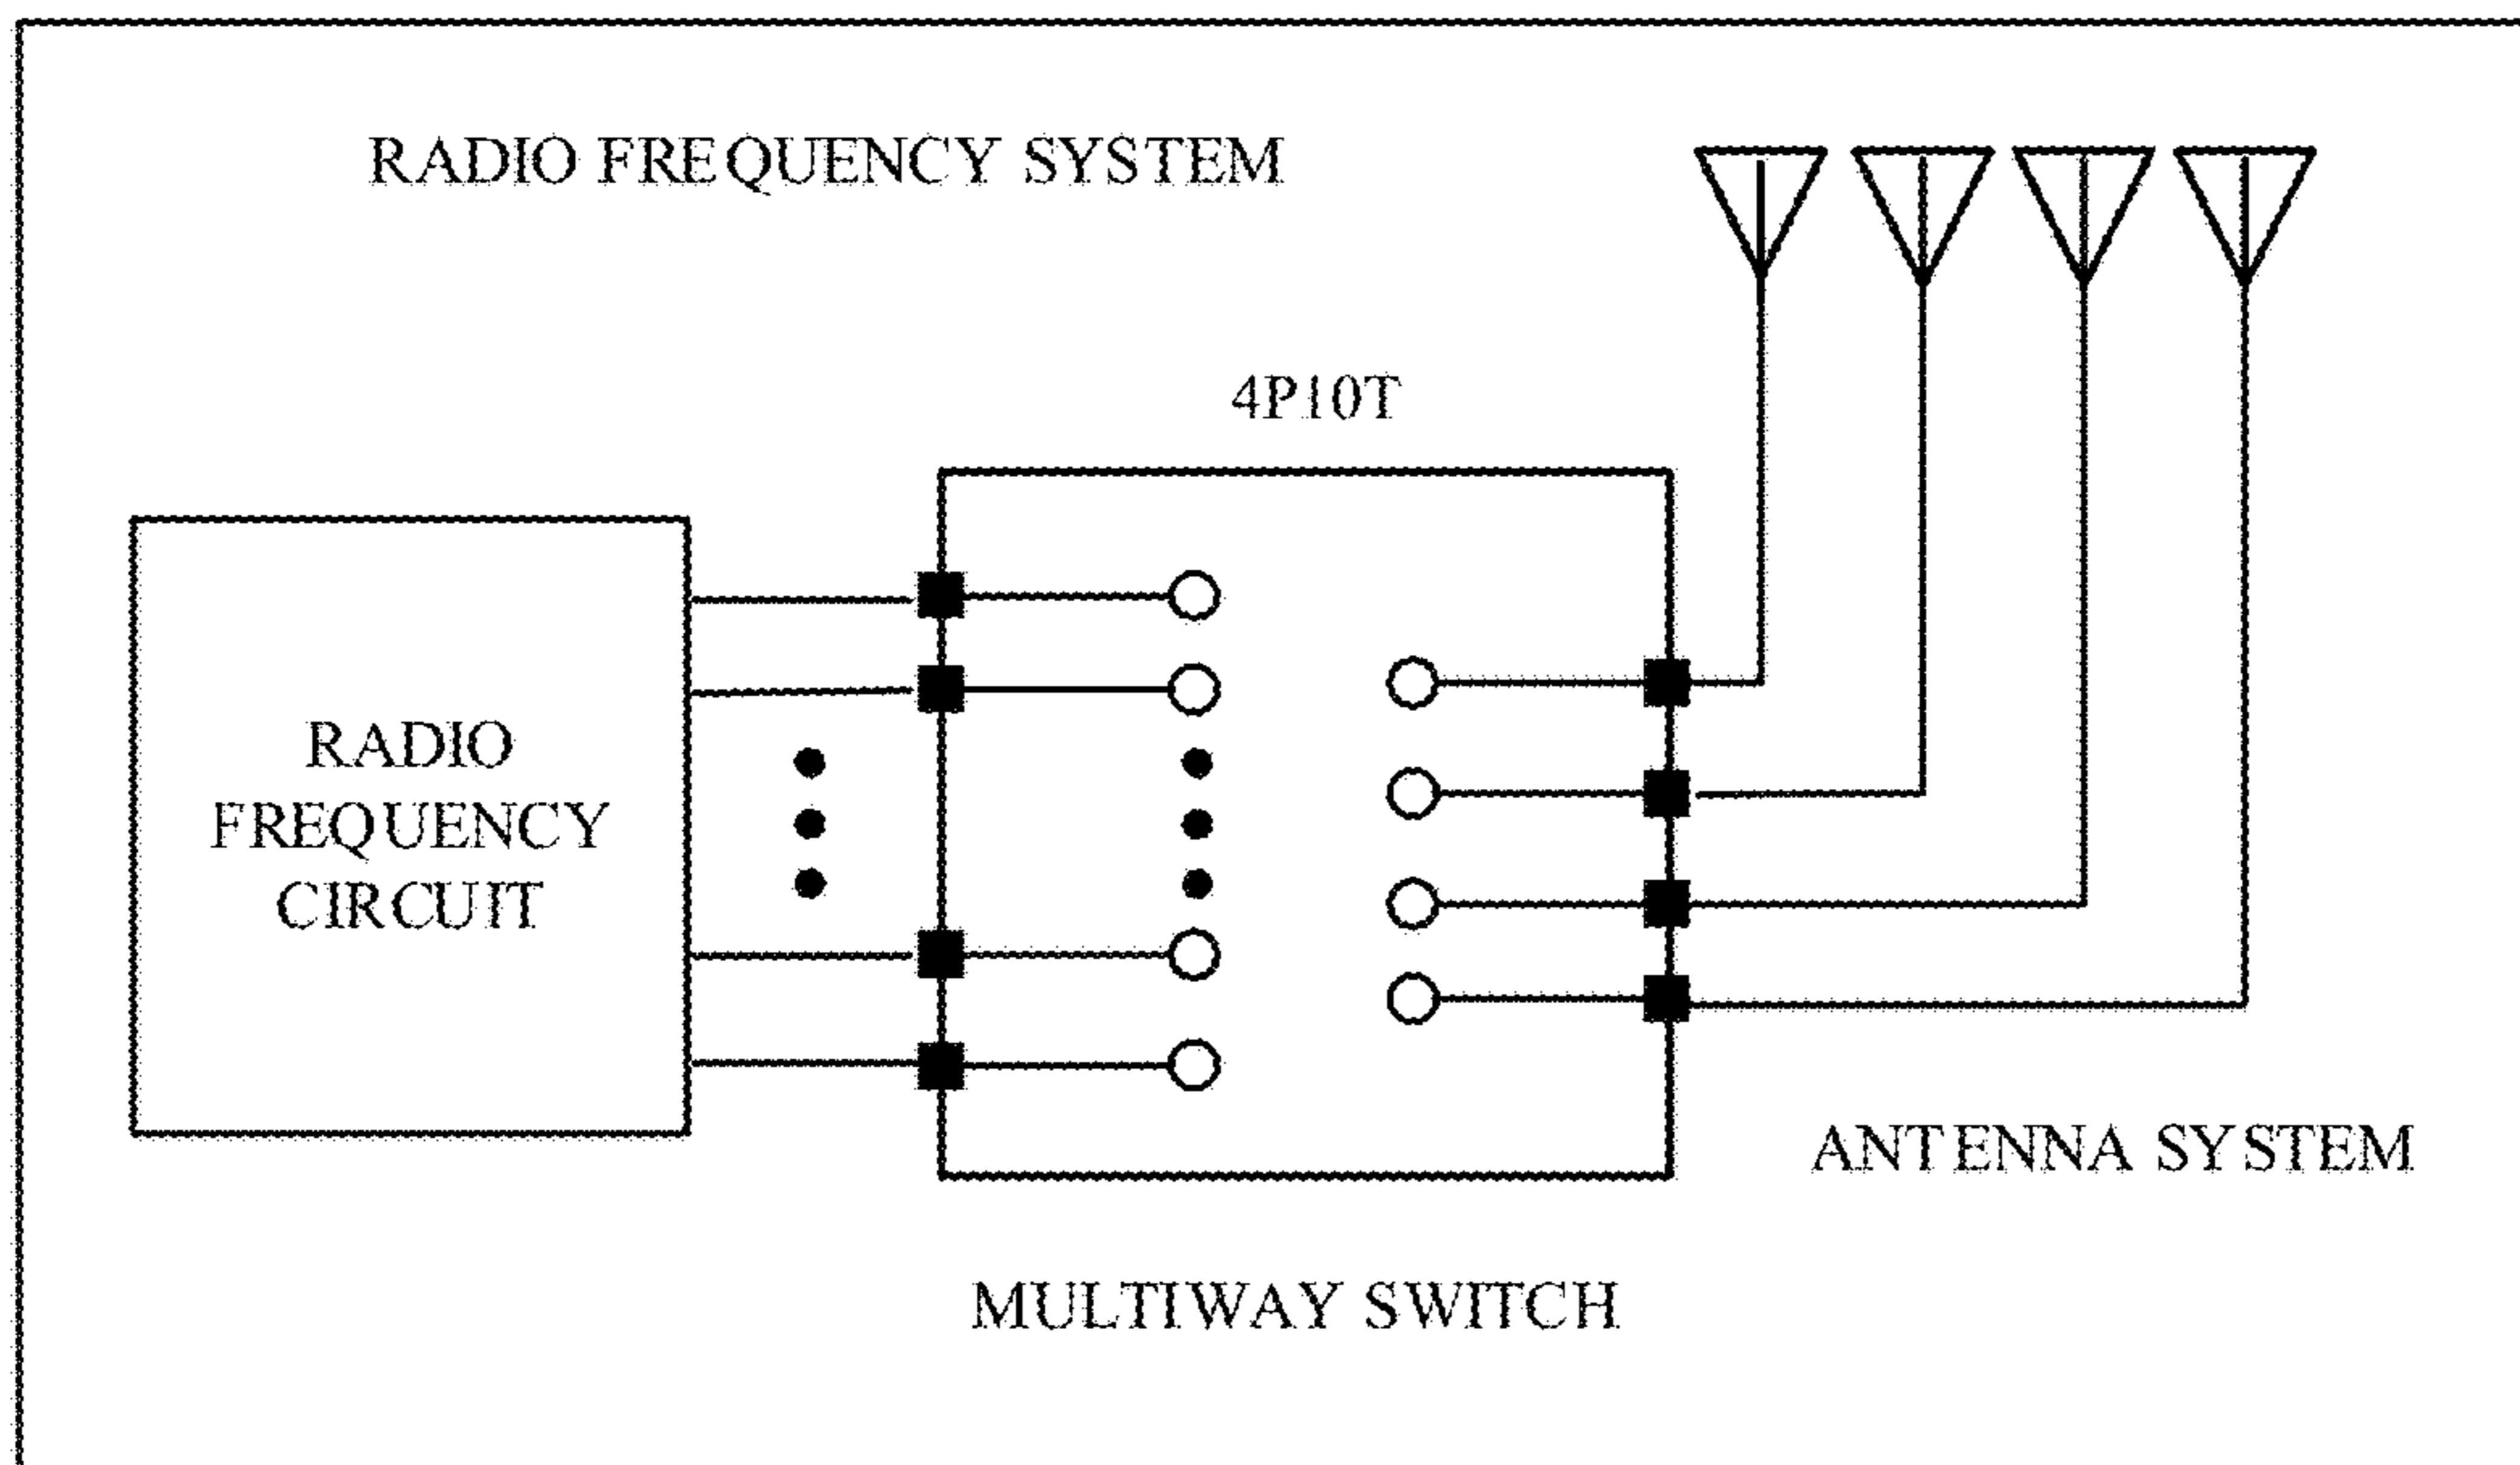 RADIO FREQUENCY SYSTEM
4P10T
RADIO
FREQUENCY
CIRCUIT
ANTENNA SYSTEM
MULTIWAY SWITCH